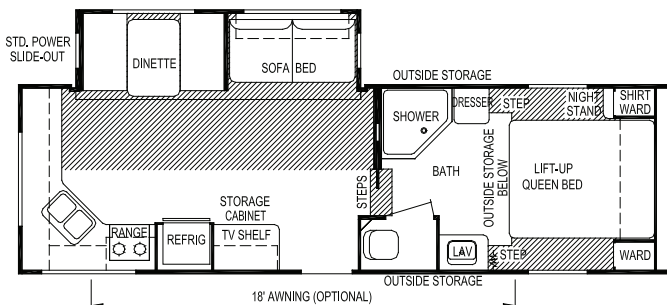 STD. POWER
SLIDE-OUT
DINETTE
SOFA BED
OUTSIDE STORAGE
SHOWER
DRESSER
STEP
NIGHT
STAND
SHIRT
WARD
BATH
OUTSIDE STORAGE
BELOW
LIFT-UP
QUEEN BED
STEPS
STORAGE
CABINET
RANGE
REFRIG
TV SHELF
LAV
STEP
WARD
OUTSIDE STORAGE
18' AWNING (OPTIONAL)